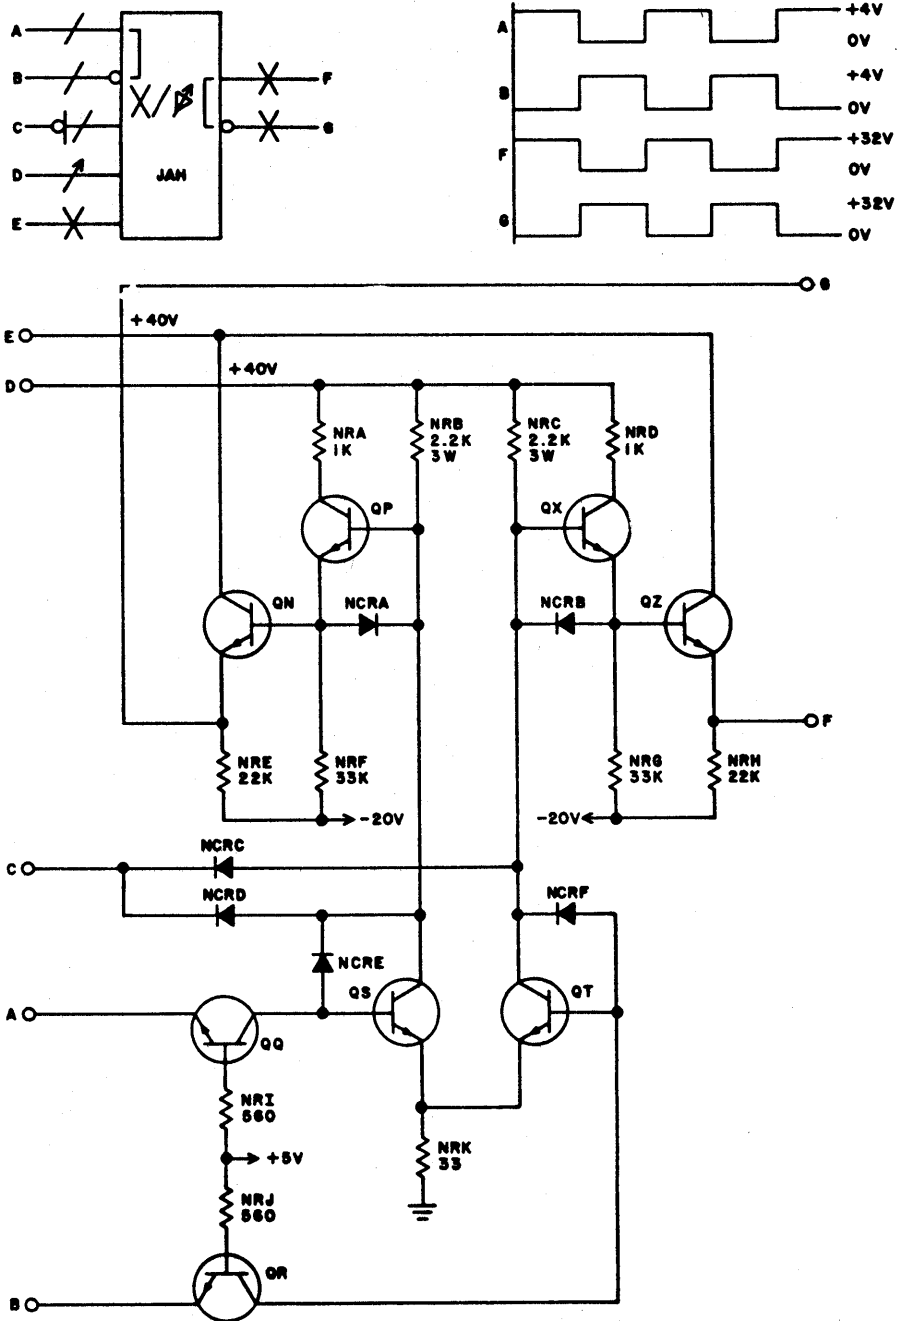 A
B
C
D
E
X/
JAH
F
G
A
+4V
0V
B
+4V
0V
F
+32V
0V
G
+32V
0V
G
E
+40V
D
+40V
NRA
1K
NRB
2.2K
3W
NRC
2.2K
3W
NRD
1K
QP
QX
QN
NCRA
NCRB
QZ
F
NRE
22K
NRF
33K
NRG
33K
NRH
22K
-20V
-20V
C
NCRC
NCRD
NCRF
NCRE
QS
QT
A
QQ
NRI
560
NRK
33
+5V
NRJ
560
QR
B